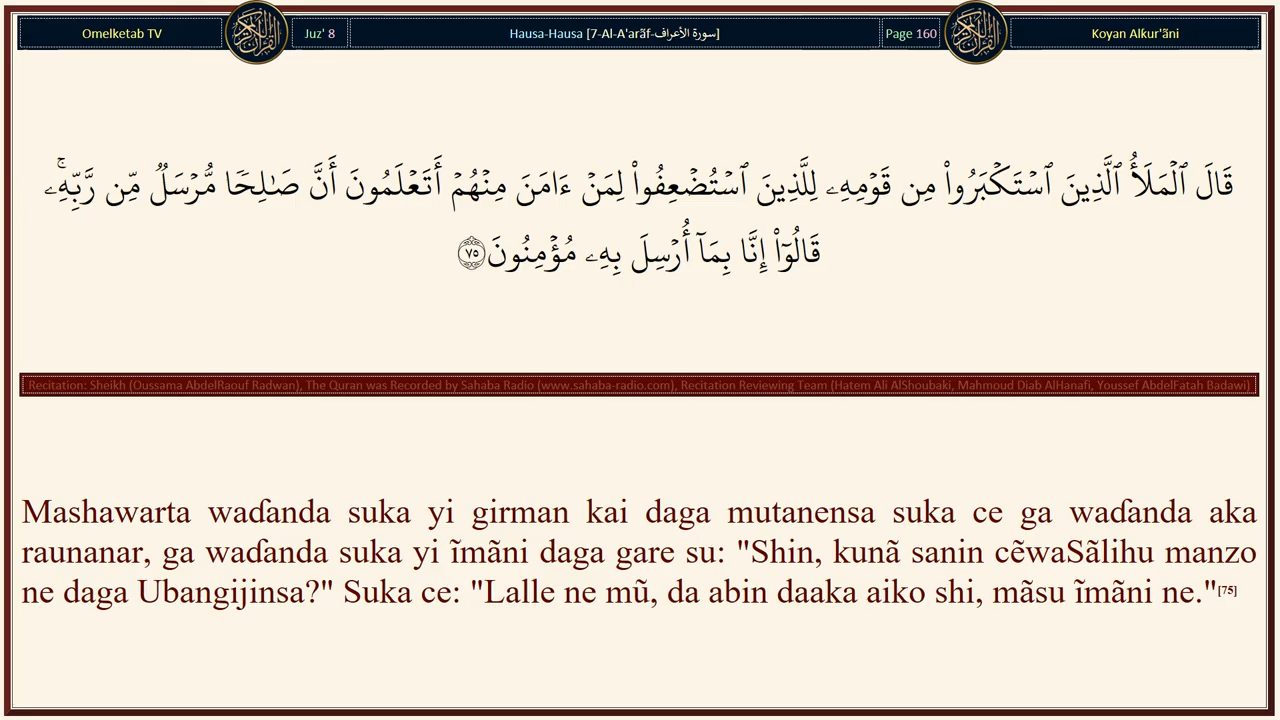 Omelketab TV
Juz' 8
Hausa-Hausa [7-Al-A'arãf-سورة الأعراف]
Page 160
Koyan Alƙur'ãni
قَالَ ٱلۡمَلَأُ ٱلَّذِينَ ٱسۡتَكۡبَرُواْ مِن قَوۡمِهِۦ لِلَّذِينَ ٱسۡتُضۡعِفُواْ لِمَنۡ ءَامَنَ مِنۡهُمۡ أَتَعۡلَمُونَ أَنَّ صَٰلِحٗا مُّرۡسَلٞ مِّن رَّبِّهِۦۚ
قَالُوٓاْ إِنَّا بِمَآ أُرۡسِلَ بِهِۦ مُؤۡمِنُونَ ٧٥
Recitation: Sheikh (Oussama AbdelRaouf Radwan), The Quran was Recorded by Sahaba Radio (www.sahaba-radio.com), Recitation Reviewing Team (Hatem Ali AlShoubaki, Mahmoud Diab AlHanafi, Youssef AbdelFatah Badawi)
Mashawarta waɗanda suka yi girman kai daga mutanensa suka ce ga waɗanda aka
raunanar, ga waɗanda suka yi ĩmãni daga gare su: "Shin, kunã sanin cẽwaSãlihu manzo
ne daga Ubangijinsa?" Suka ce: "Lalle ne mũ, da abin daaka aiko shi, mãsu ĩmãni ne."[75]